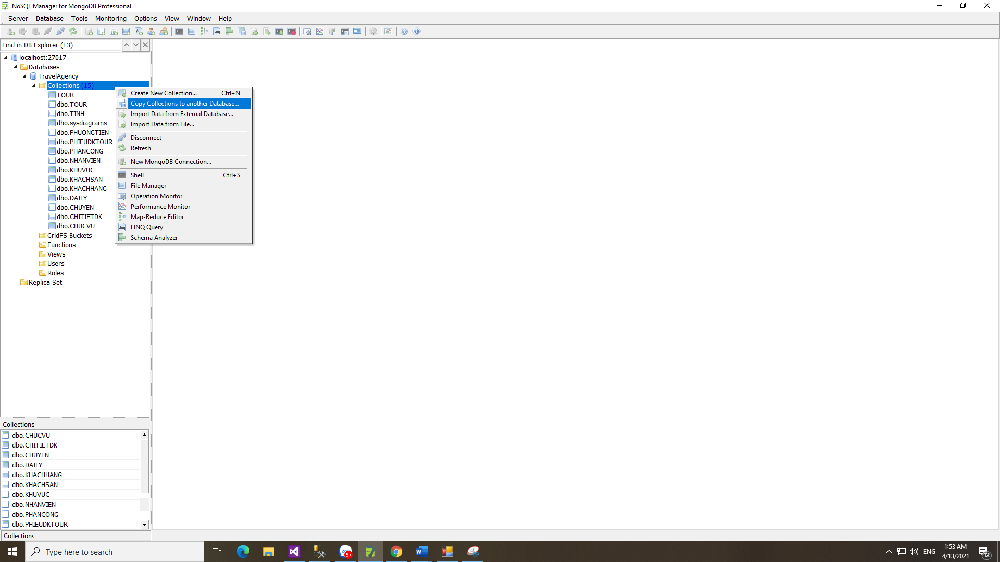 NoSQL Manager for MongoDB Professional
Server Database Tools Monitoring Options View Window Help
Find in DB Explorer (F3)
localhost:27017
Databases
TravelAgency
Collections (15)
TOUR
dbo.TOUR
dbo.TINH
dbo.sysdiagrams
dbo.PHUONGTIEN
dbo.PHIEUDKTOUR
dbo.PHANCONG
dbo.NHANVIEN
dbo.KHUVUC
dbo.KHACHSAN
dbo.KHACHHANG
dbo.DAILY
dbo.CHUYEN
dbo.CHITIETDK
dbo.CHUCVU
GridFS Buckets
Functions
Views
Users
Roles
Replica Set
Create New Collection... Ctrl+N
Copy Collections to another Database...
Import Data from External Database...
Import Data from File...
Disconnect
Refresh
New MongoDB Connection...
Shell Ctrl+S
File Manager
Operation Monitor
Performance Monitor
Map-Reduce Editor
LINQ Query
Schema Analyzer
Collections
dbo.CHUCVU
dbo.CHITIETDK
dbo.CHUYEN
dbo.DAILY
dbo.KHACHHANG
dbo.KHACHSAN
dbo.KHUVUC
dbo.NHANVIEN
dbo.PHANCONG
dbo.PHIEUDKTOUR
Collections
Type here to search
5+
ENG
1:53 AM
4/13/2021
12